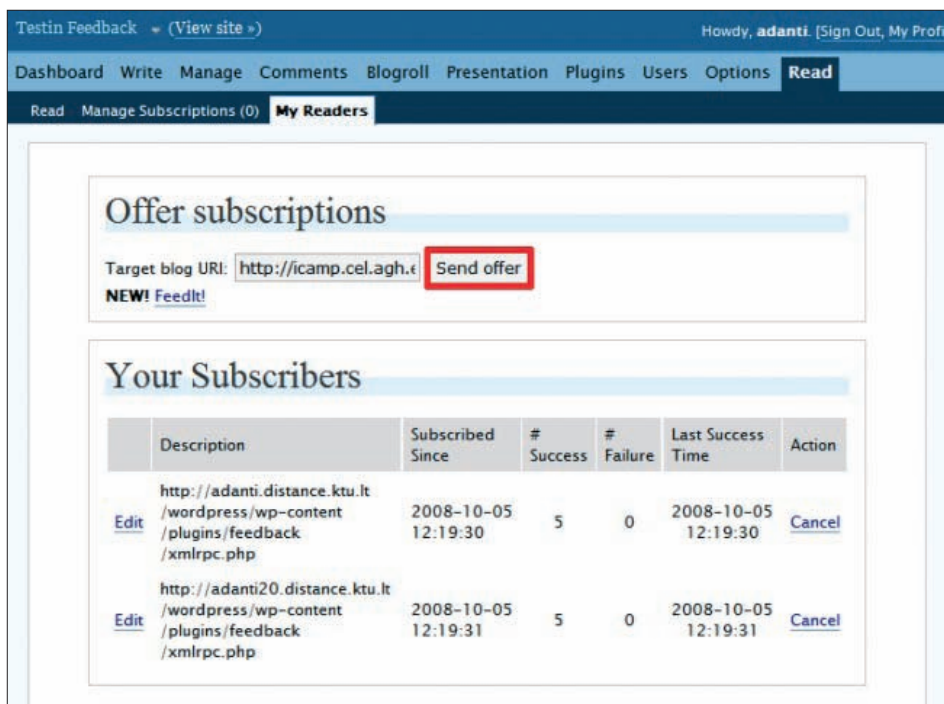 Testin Feedback (View site ») Howdy, adanti. [Sign Out, My Profi
Dashboard Write Manage Comments Blogroll Presentation Plugins Users Options Read
Read Manage Subscriptions (0) My Readers
Offer subscriptions
Target blog URI: http://icamp.cel.agh.e Send offer
NEW! FeedIt!
Your Subscribers
Description Subscribed Since # Success # Failure Last Success Time Action
Edit http://adanti.distance.ktu.lt
/wordpress/wp-content
/plugins/feedback
/xmlrpc.php 2008-10-05
12:19:30 5 0 2008-10-05
12:19:30 Cancel
Edit http://adanti20.distance.ktu.lt
/wordpress/wp-content
/plugins/feedback
/xmlrpc.php 2008-10-05
12:19:31 5 0 2008-10-05
12:19:31 Cancel